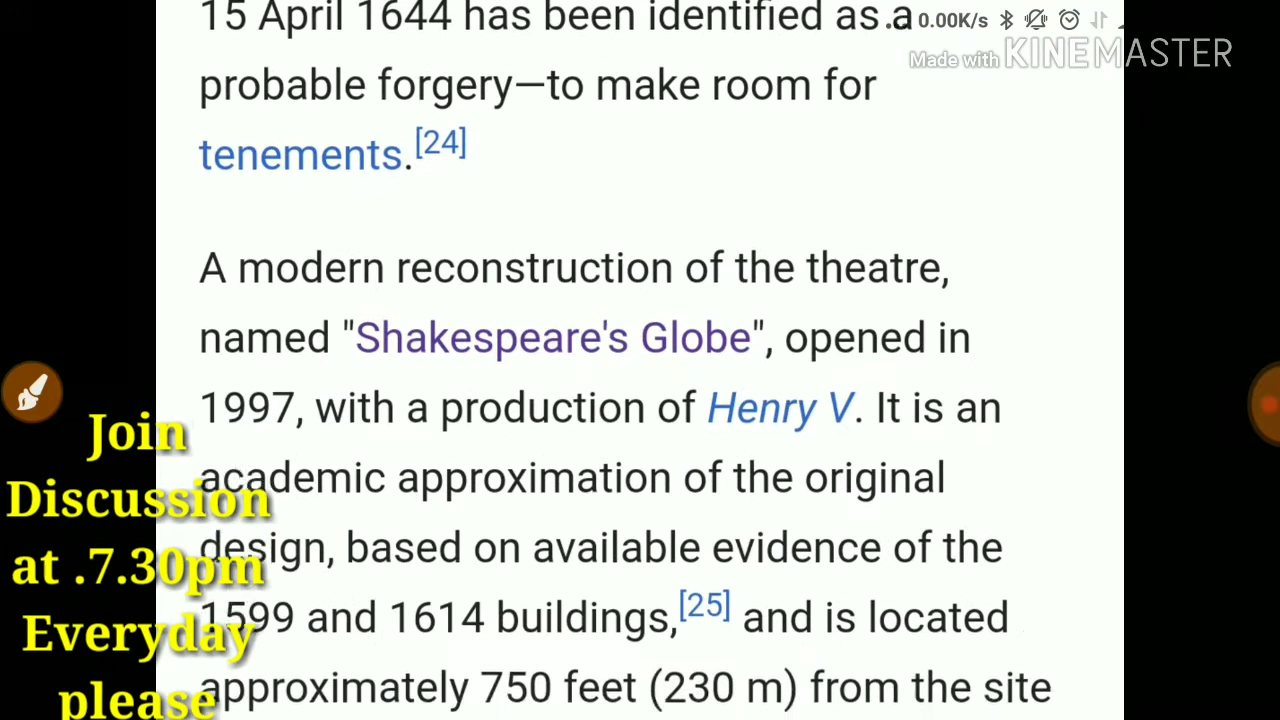 15 April 1644 has been identified as a
0.00K/s
Made with KINEMASTER
probable forgery—to make room for
tenements.[24]
A modern reconstruction of the theatre,
named "Shakespeare's Globe", opened in
1997, with a production of Henry V. It is an
academic approximation of the original
design, based on available evidence of the
1599 and 1614 buildings,[25] and is located
approximately 750 feet (230 m) from the site
Join
Discussion
at .7.30pm
Everyday
please